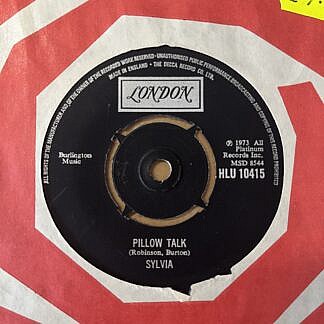 ALL RIGHTS OF THE MANUFACTURER AND OF THE OWNER OF THE RECORDED WORK RESERVED · UNAUTHORISED PUBLIC PERFORMANCE, BROADCASTING AND COPYING OF THIS RECORD PROHIBITED
MADE IN ENGLAND · THE DECCA RECORD CO. LTD.
LONDON
Burlington
Music
℗ 1973 All
Platinum
Records Inc.
MSD 8544
HLU 10415
PILLOW TALK
(Robinson, Burton)
SYLVIA